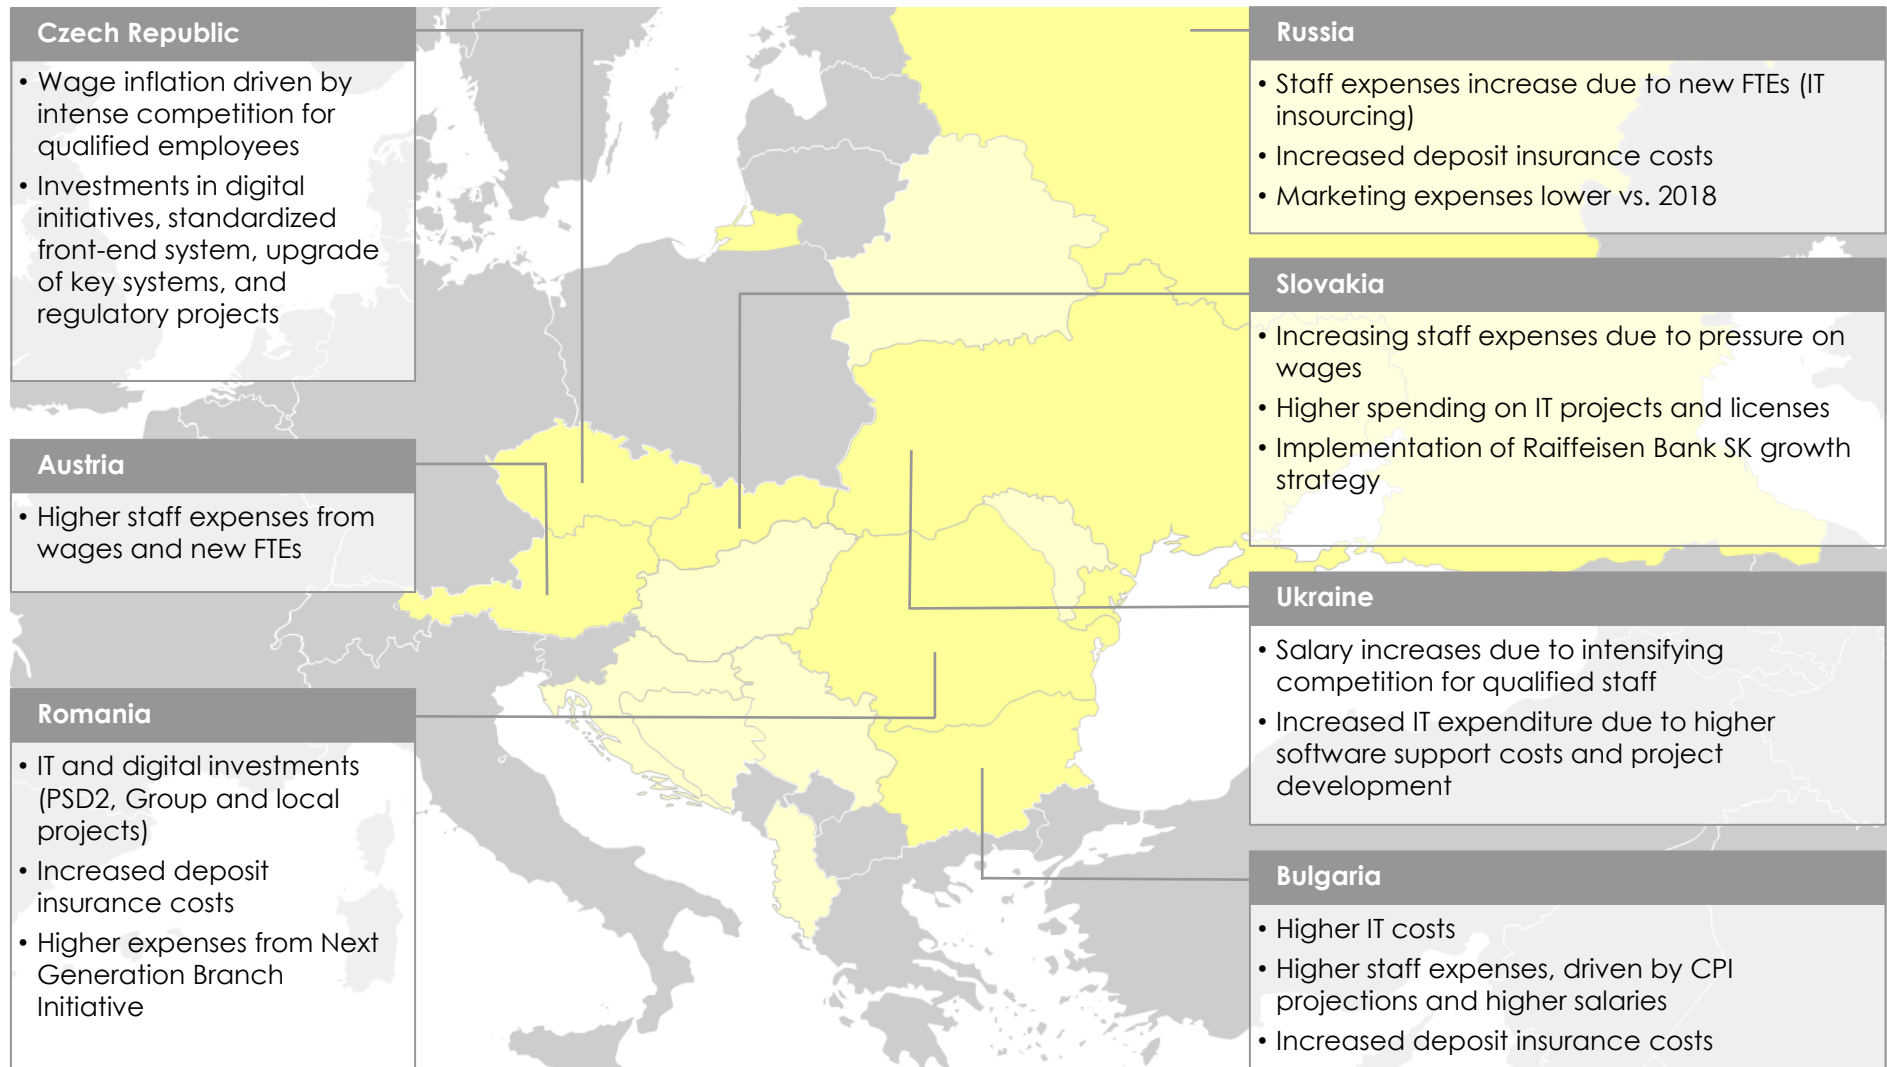 Czech Republic
• Wage inflation driven by
intense competition for
qualified employees
• Investments in digital
initiatives, standardized
front-end system, upgrade
of key systems, and
regulatory projects
Austria
• Higher staff expenses from
wages and new FTEs
Romania
• IT and digital investments
(PSD2, Group and local
projects)
• Increased deposit
insurance costs
• Higher expenses from Next
Generation Branch
Initiative
Russia
• Staff expenses increase due to new FTEs (IT
insourcing)
• Increased deposit insurance costs
• Marketing expenses lower vs. 2018
Slovakia
• Increasing staff expenses due to pressure on
wages
• Higher spending on IT projects and licenses
• Implementation of Raiffeisen Bank SK growth
strategy
Ukraine
• Salary increases due to intensifying
competition for qualified staff
• Increased IT expenditure due to higher
software support costs and project
development
Bulgaria
• Higher IT costs
• Higher staff expenses, driven by CPI
projections and higher salaries
• Increased deposit insurance costs